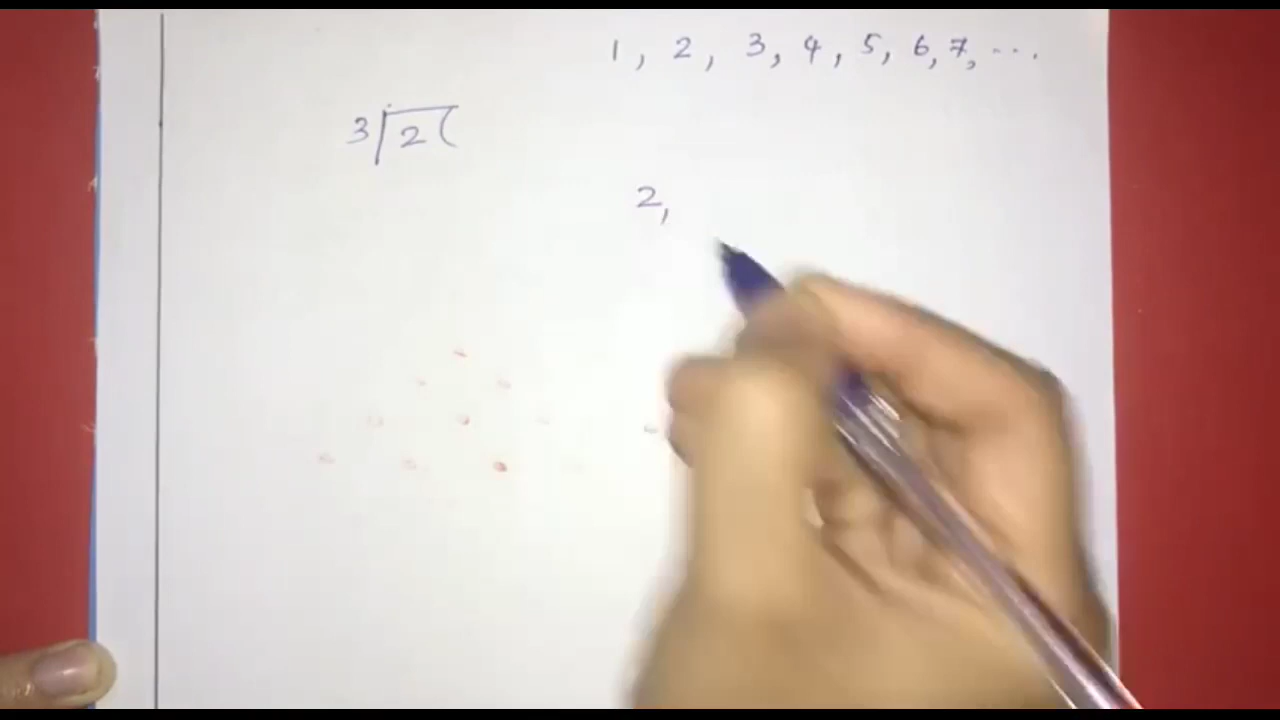 1, 2, 3, 4, 5, 6, 7, ...
3 2 (
2,